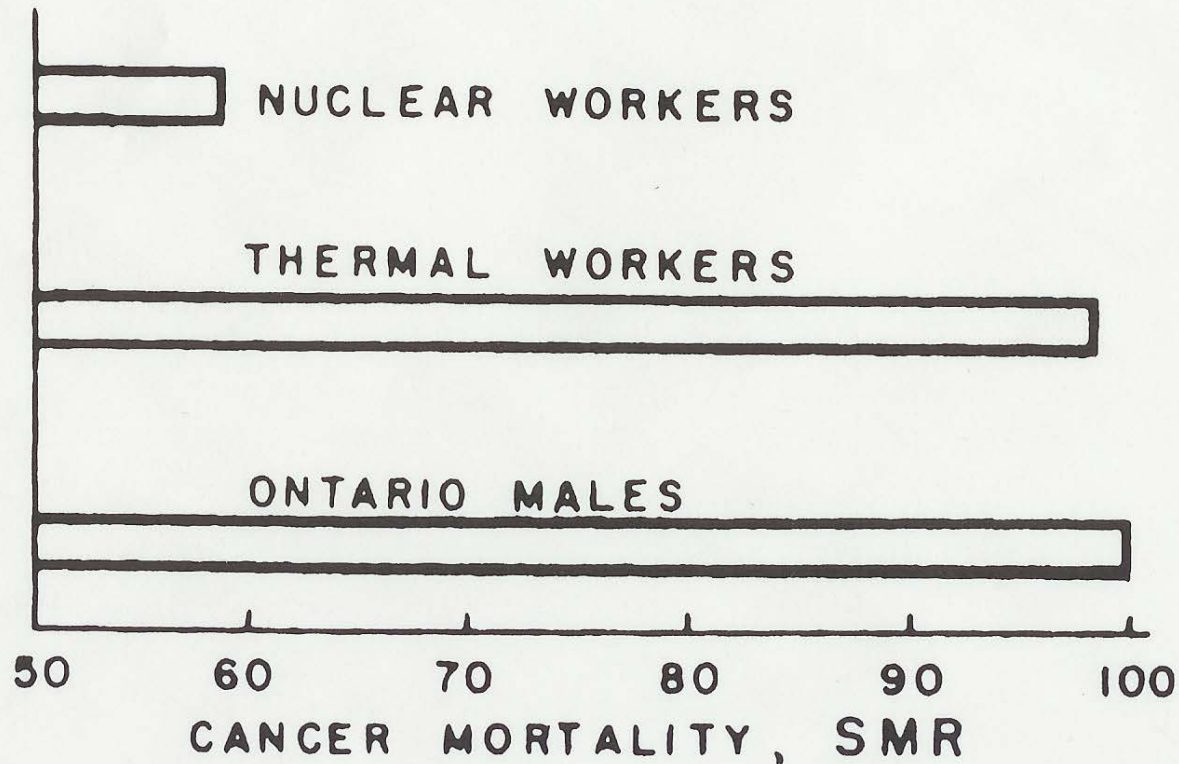 NUCLEAR WORKERS
THERMAL WORKERS
ONTARIO MALES
50 60 70 80 90 100
CANCER MORTALITY, SMR